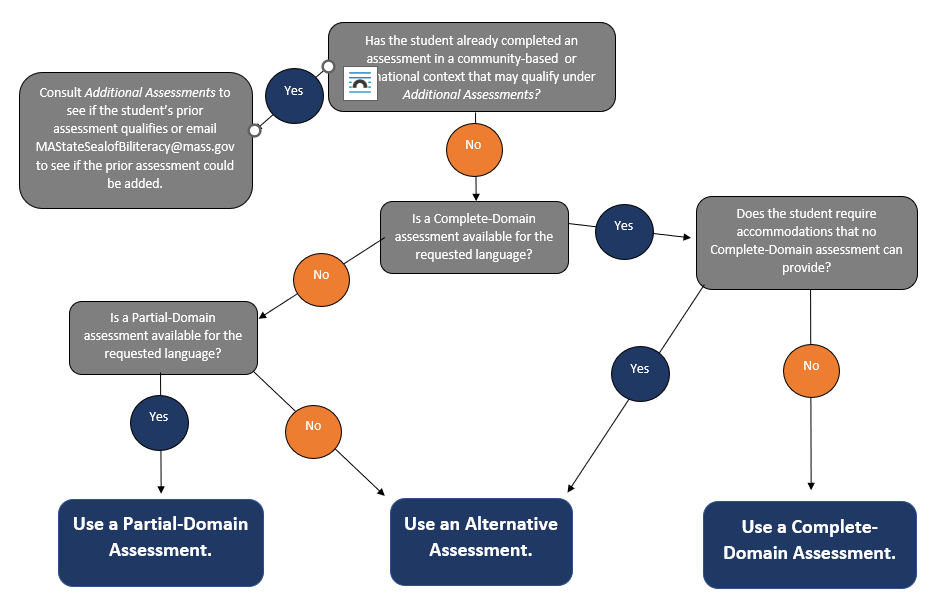 Has the student already completed an
assessment in a community-based or
national context that may qualify under
Additional Assessments?
Yes
Consult Additional Assessments to
see if the student's prior
assessment qualifies or email
MAStateSealofBiliteracy@mass.gov
to see if the prior assessment could
be added.
No
Is a Complete-Domain
assessment available for the
requested language?
Yes
Does the student require
accommodations that no
Complete-Domain assessment can
provide?
No
Is a Partial-Domain
assessment available for the
requested language?
Yes
No
Yes
No
Use a Partial-Domain
Assessment.
Use an Alternative
Assessment.
Use a Complete-
Domain Assessment.